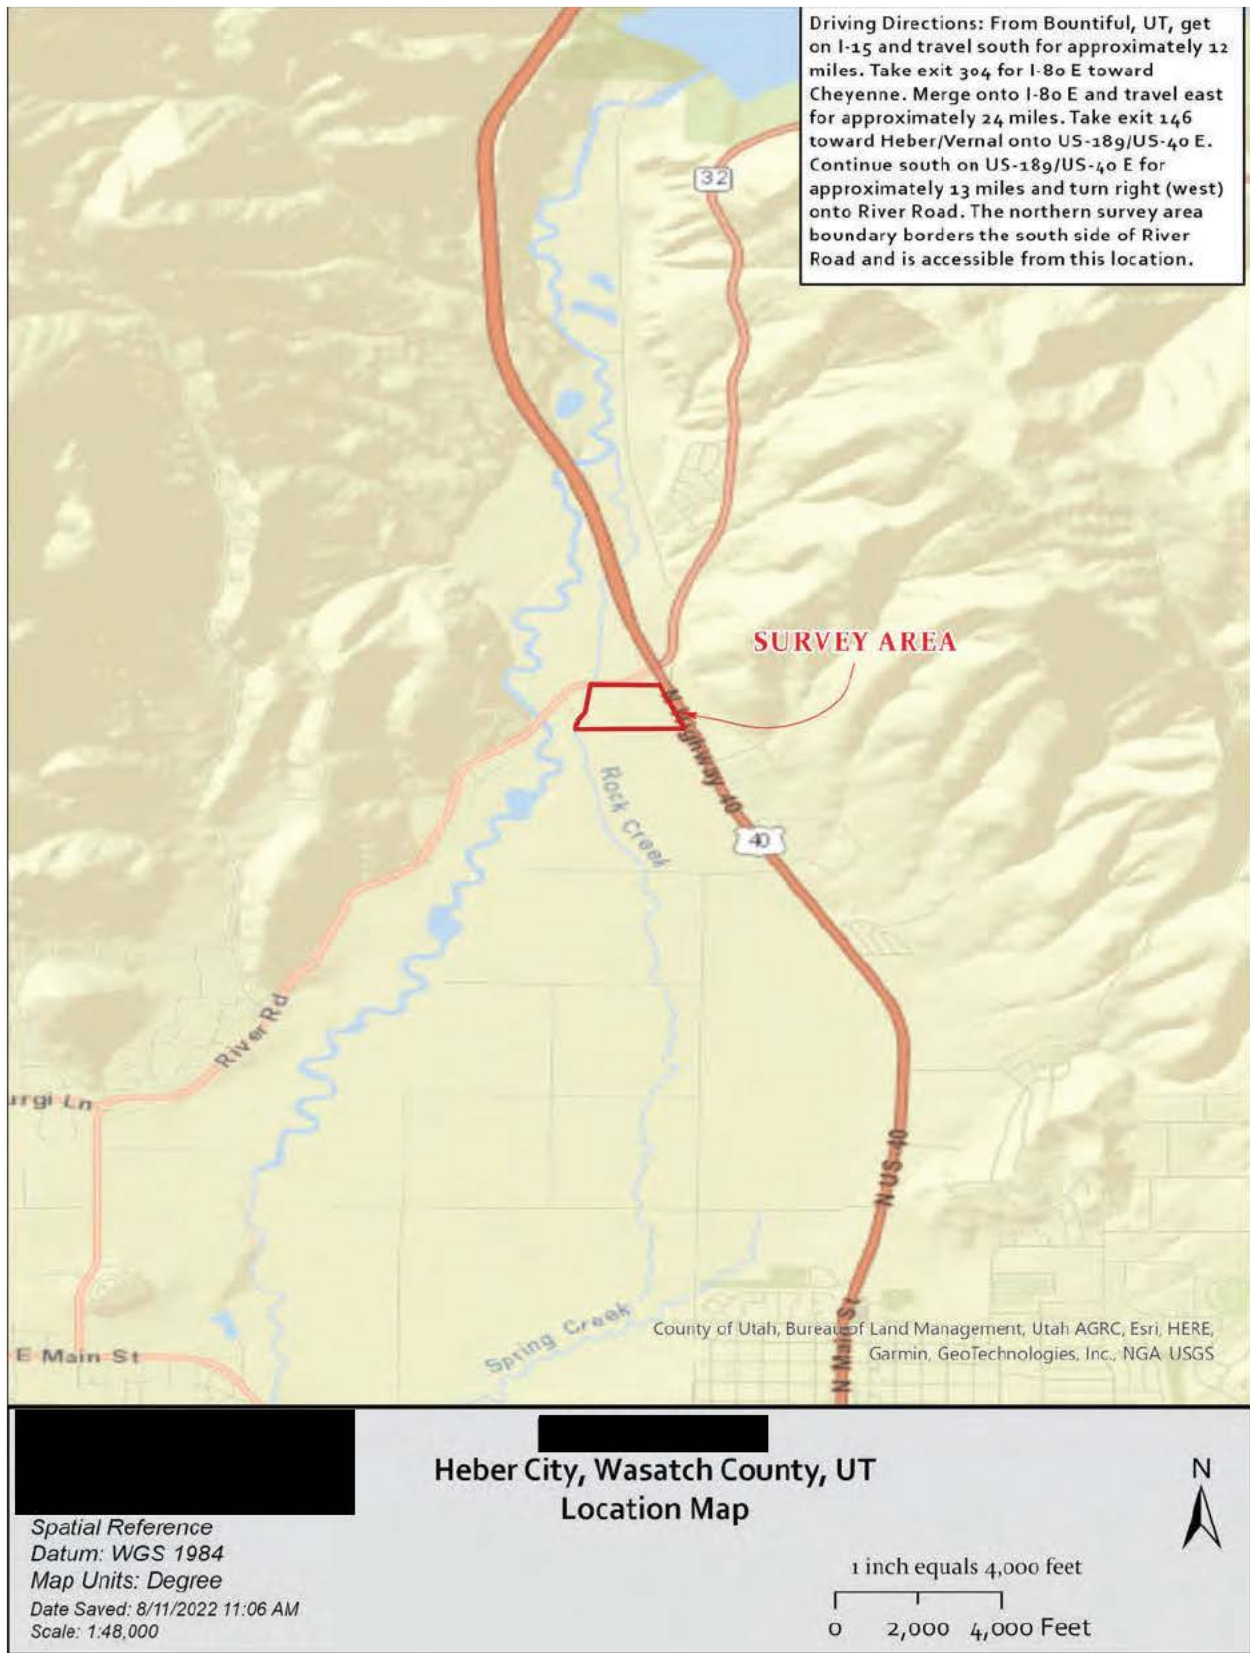 Driving Directions: From Bountiful, UT, get
on I-15 and travel south for approximately 12
miles. Take exit 304 for I-80 E toward
Cheyenne. Merge onto I-80 E and travel east
for approximately 24 miles. Take exit 146
toward Heber/Vernal onto US-189/US-40 E.
Continue south on US-189/US-40 E for
approximately 13 miles and turn right (west)
onto River Road. The northern survey area
boundary borders the south side of River
Road and is accessible from this location.
32
SURVEY AREA
N Highway 40
Rock Creek
40
River Rd
urgi Ln
N US-40
Spring Creek
N Main St
E Main St
County of Utah, Bureau of Land Management, Utah AGRC, Esri, HERE,
Garmin, GeoTechnologies, Inc., NGA USGS
Heber City, Wasatch County, UT
Location Map
N
Spatial Reference
Datum: WGS 1984
Map Units: Degree
Date Saved: 8/11/2022 11:06 AM
Scale: 1:48,000
1 inch equals 4,000 feet
0 2,000 4,000 Feet